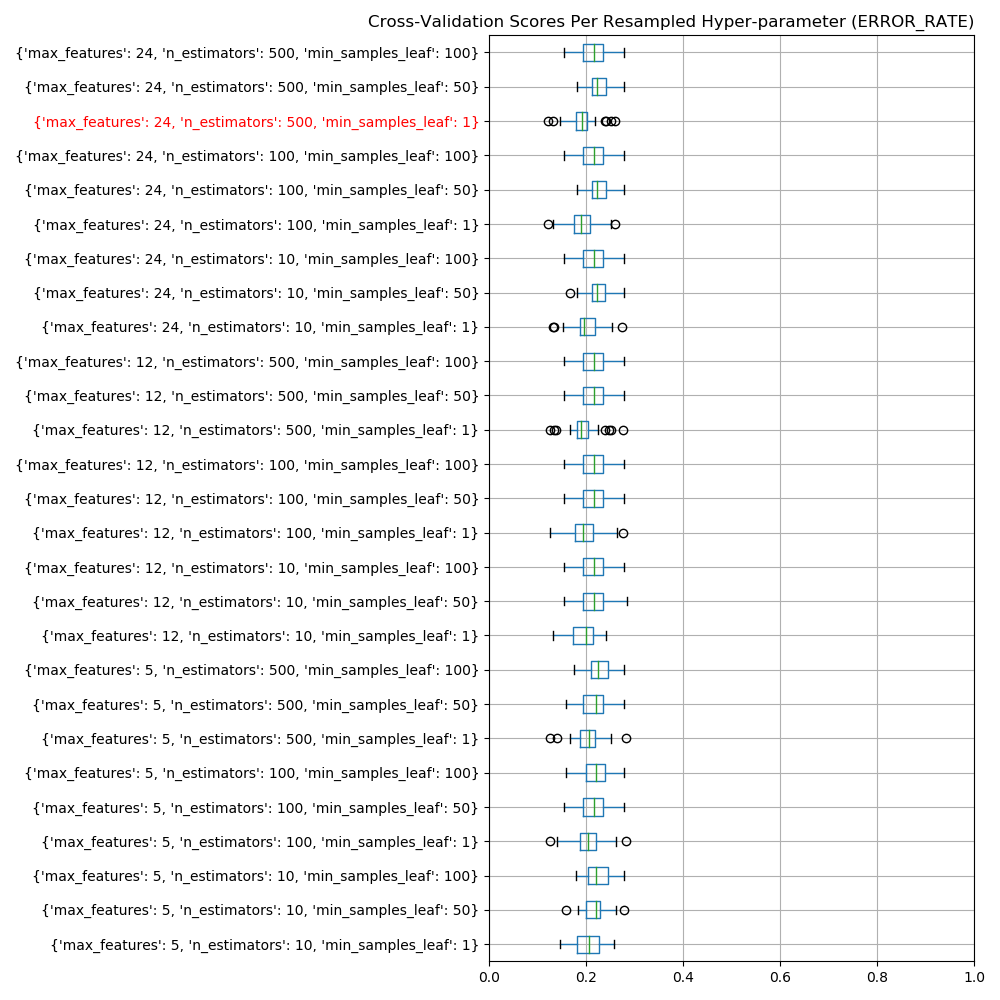 Cross-Validation Scores Per Resampled Hyper-parameter (ERROR_RATE)
{'max_features': 24, 'n_estimators': 500, 'min_samples_leaf': 100}
{'max_features': 24, 'n_estimators': 500, 'min_samples_leaf': 50}
{'max_features': 24, 'n_estimators': 500, 'min_samples_leaf': 1}
{'max_features': 24, 'n_estimators': 100, 'min_samples_leaf': 100}
{'max_features': 24, 'n_estimators': 100, 'min_samples_leaf': 50}
{'max_features': 24, 'n_estimators': 100, 'min_samples_leaf': 1}
{'max_features': 24, 'n_estimators': 10, 'min_samples_leaf': 100}
{'max_features': 24, 'n_estimators': 10, 'min_samples_leaf': 50}
{'max_features': 24, 'n_estimators': 10, 'min_samples_leaf': 1}
{'max_features': 12, 'n_estimators': 500, 'min_samples_leaf': 100}
{'max_features': 12, 'n_estimators': 500, 'min_samples_leaf': 50}
{'max_features': 12, 'n_estimators': 500, 'min_samples_leaf': 1}
{'max_features': 12, 'n_estimators': 100, 'min_samples_leaf': 100}
{'max_features': 12, 'n_estimators': 100, 'min_samples_leaf': 50}
{'max_features': 12, 'n_estimators': 100, 'min_samples_leaf': 1}
{'max_features': 12, 'n_estimators': 10, 'min_samples_leaf': 100}
{'max_features': 12, 'n_estimators': 10, 'min_samples_leaf': 50}
{'max_features': 12, 'n_estimators': 10, 'min_samples_leaf': 1}
{'max_features': 5, 'n_estimators': 500, 'min_samples_leaf': 100}
{'max_features': 5, 'n_estimators': 500, 'min_samples_leaf': 50}
{'max_features': 5, 'n_estimators': 500, 'min_samples_leaf': 1}
{'max_features': 5, 'n_estimators': 100, 'min_samples_leaf': 100}
{'max_features': 5, 'n_estimators': 100, 'min_samples_leaf': 50}
{'max_features': 5, 'n_estimators': 100, 'min_samples_leaf': 1}
{'max_features': 5, 'n_estimators': 10, 'min_samples_leaf': 100}
{'max_features': 5, 'n_estimators': 10, 'min_samples_leaf': 50}
{'max_features': 5, 'n_estimators': 10, 'min_samples_leaf': 1}
0.0 0.2 0.4 0.6 0.8 1.0